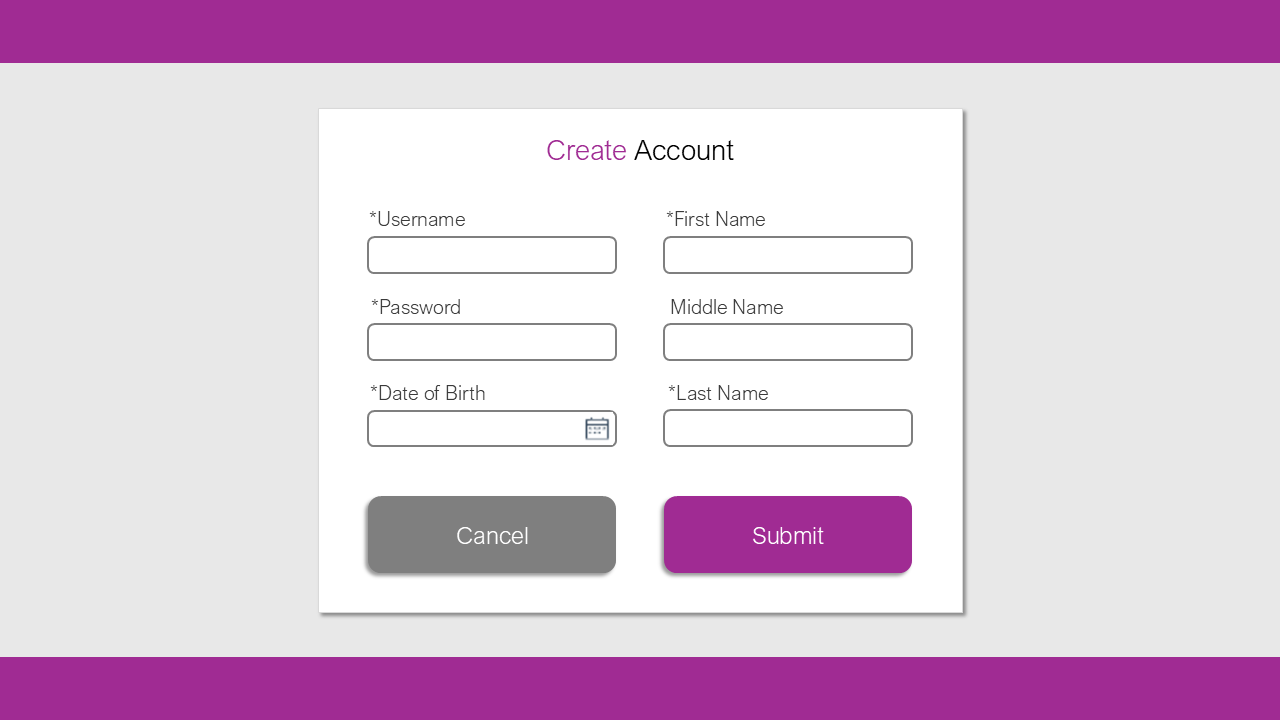 Create Account
*Username
*First Name
*Password
Middle Name
*Date of Birth
*Last Name
Cancel
Submit